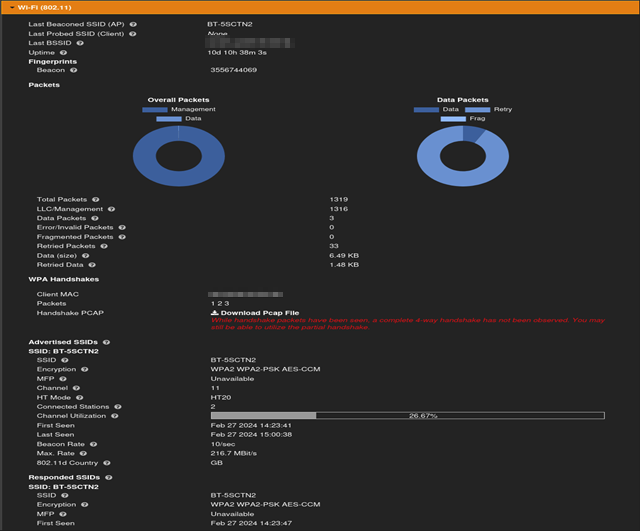 Wi-Fi (802.11)
Last Beaconed SSID (AP) BT-5SCTN2
Last Probed SSID (Client) None
Last BSSID
Uptime 10d 10h 38m 3s
Fingerprints
Beacon 3556744069
Packets
Overall Packets
Management
Data
Data Packets
Data Retry
Frag
Total Packets 1319
LLC/Management 1316
Data Packets 3
Error/Invalid Packets 0
Fragmented Packets 0
Retried Packets 33
Data (size) 6.49 KB
Retried Data 1.48 KB
WPA Handshakes
Client MAC
Packets 1 2 3
Handshake PCAP Download Pcap File
While handshake packets have been seen, a complete 4-way handshake has not been observed. You may
still be able to utilize the partial handshake.
Advertised SSIDs
SSID: BT-5SCTN2
SSID BT-5SCTN2
Encryption WPA2 WPA2-PSK AES-CCM
MFP Unavailable
Channel 11
HT Mode HT20
Connected Stations 2
Channel Utilization 26.67%
First Seen Feb 27 2024 14:23:41
Last Seen Feb 27 2024 15:00:38
Beacon Rate 10/sec
Max. Rate 216.7 MBit/s
802.11d Country GB
Responded SSIDs
SSID: BT-5SCTN2
SSID BT-5SCTN2
Encryption WPA2 WPA2-PSK AES-CCM
MFP Unavailable
First Seen Feb 27 2024 14:23:47